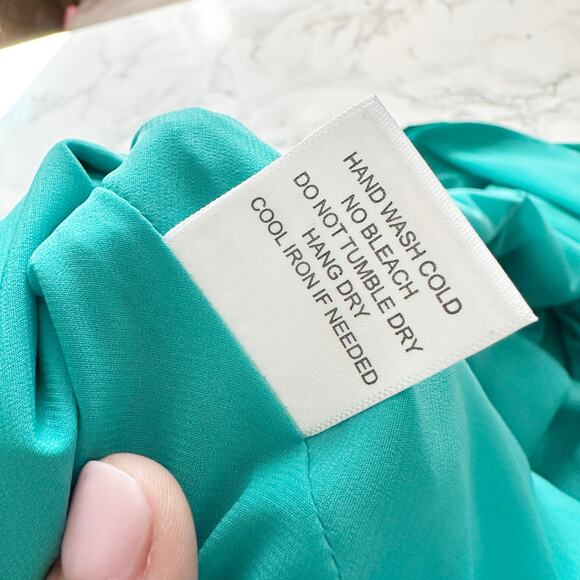 HAND WASH COLD
NO BLEACH
DO NOT TUMBLE DRY
HANG DRY
COOL IRON IF NEEDED